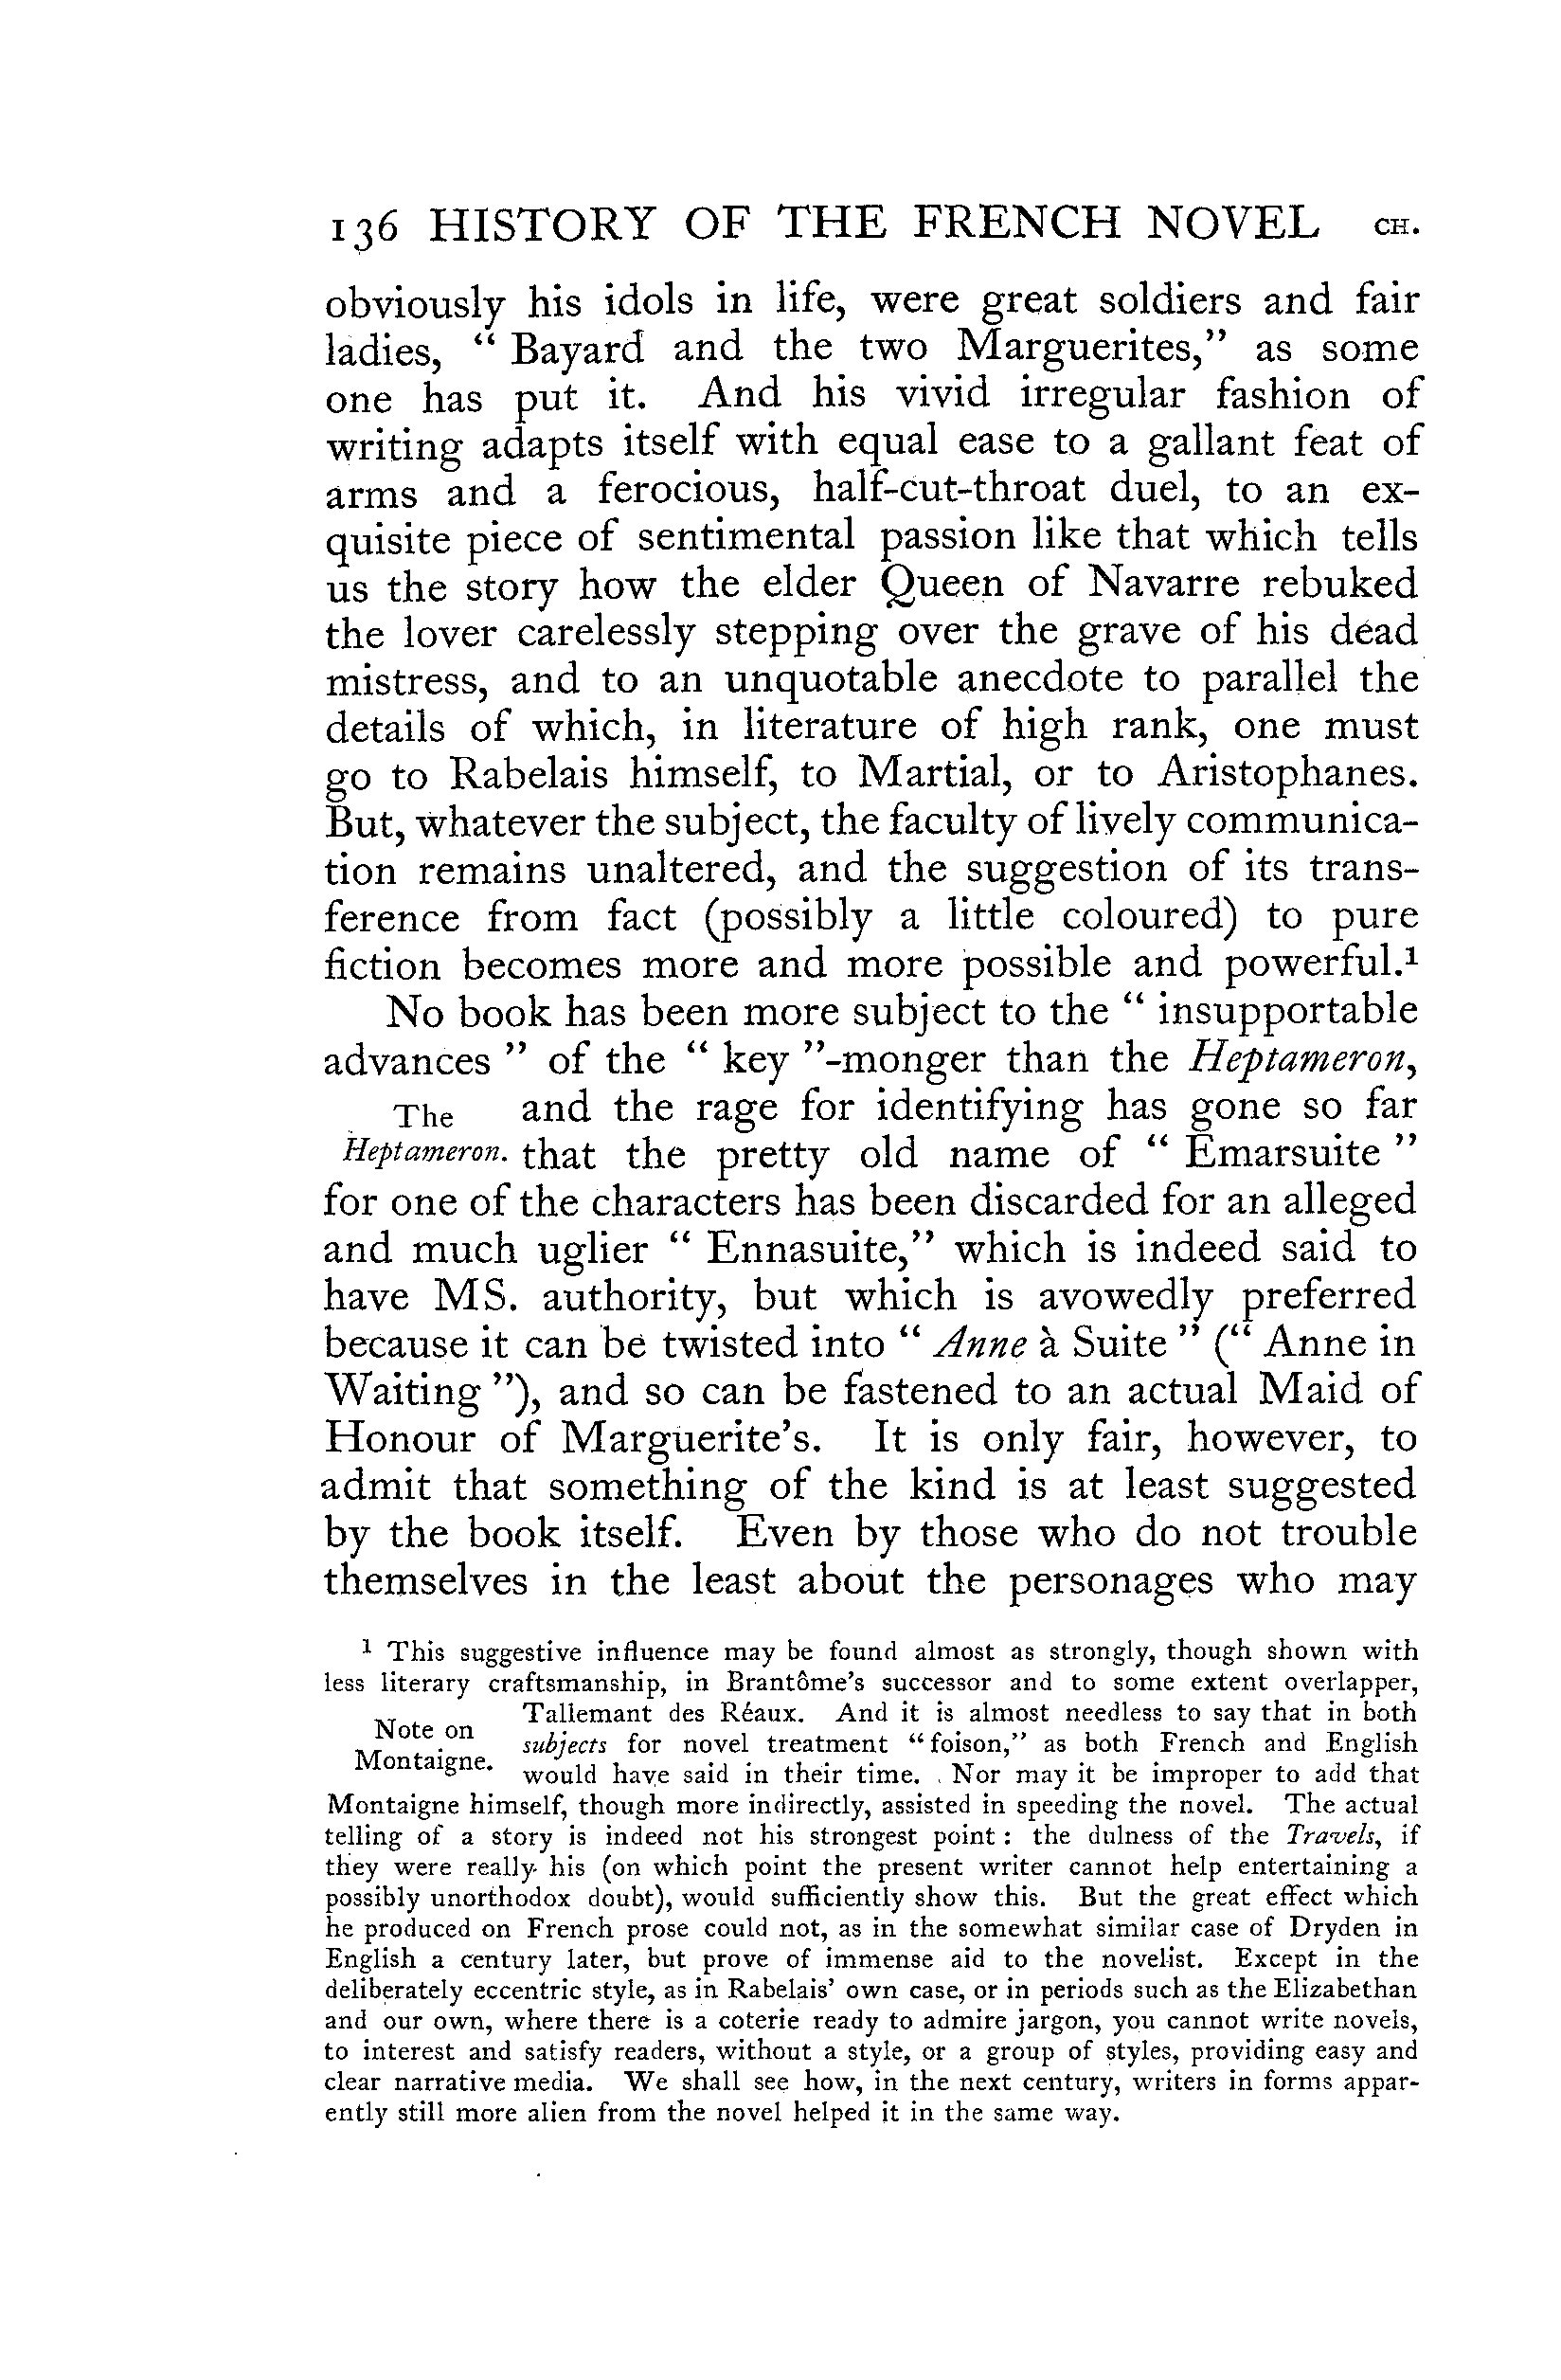 136 HISTORY OF THE FRENCH NOVEL CH.
obviously his idols in life, were great soldiers and fair
ladies, “ Bayard and the two Marguerites,” as some
one has put it. And his vivid irregular fashion of
writing adapts itself with equal ease to a gallant feat of
arms and a ferocious, half-cut-throat duel, to an ex-
quisite piece of sentimental passion like that which tells
us the story how the elder Queen of Navarre rebuked
the lover carelessly stepping over the grave of his dead
mistress, and to an unquotable anecdote to parallel the
details of which, in literature of high rank, one must
go to Rabelais himself, to Martial, or to Aristophanes.
But, whatever the subject, the faculty of lively communica-
tion remains unaltered, and the suggestion of its trans-
ference from fact (possibly a little coloured) to pure
fiction becomes more and more possible and powerful.¹
No book has been more subject to the “ insupportable
advances ” of the “ key ”-monger than the Heptameron,
The
Heptameron.
and the rage for identifying has gone so far
that the pretty old name of “ Emarsuite ”
for one of the characters has been discarded for an alleged
and much uglier “ Ennasuite,” which is indeed said to
have MS. authority, but which is avowedly preferred
because it can be twisted into “ Anne à Suite ” (“ Anne in
Waiting ”), and so can be fastened to an actual Maid of
Honour of Marguerite’s. It is only fair, however, to
admit that something of the kind is at least suggested
by the book itself. Even by those who do not trouble
themselves in the least about the personages who may
¹ This suggestive influence may be found almost as strongly, though shown with
less literary craftsmanship, in Brantôme’s successor and to some extent overlapper,
Note on
Montaigne.
Tallemant des Réaux. And it is almost needless to say that in both
subjects for novel treatment “foison,” as both French and English
would have said in their time. Nor may it be improper to add that
Montaigne himself, though more indirectly, assisted in speeding the novel. The actual
telling of a story is indeed not his strongest point : the dulness of the Travels, if
they were really his (on which point the present writer cannot help entertaining a
possibly unorthodox doubt), would sufficiently show this. But the great effect which
he produced on French prose could not, as in the somewhat similar case of Dryden in
English a century later, but prove of immense aid to the novelist. Except in the
deliberately eccentric style, as in Rabelais’ own case, or in periods such as the Elizabethan
and our own, where there is a coterie ready to admire jargon, you cannot write novels,
to interest and satisfy readers, without a style, or a group of styles, providing easy and
clear narrative media. We shall see how, in the next century, writers in forms appar-
ently still more alien from the novel helped it in the same way.